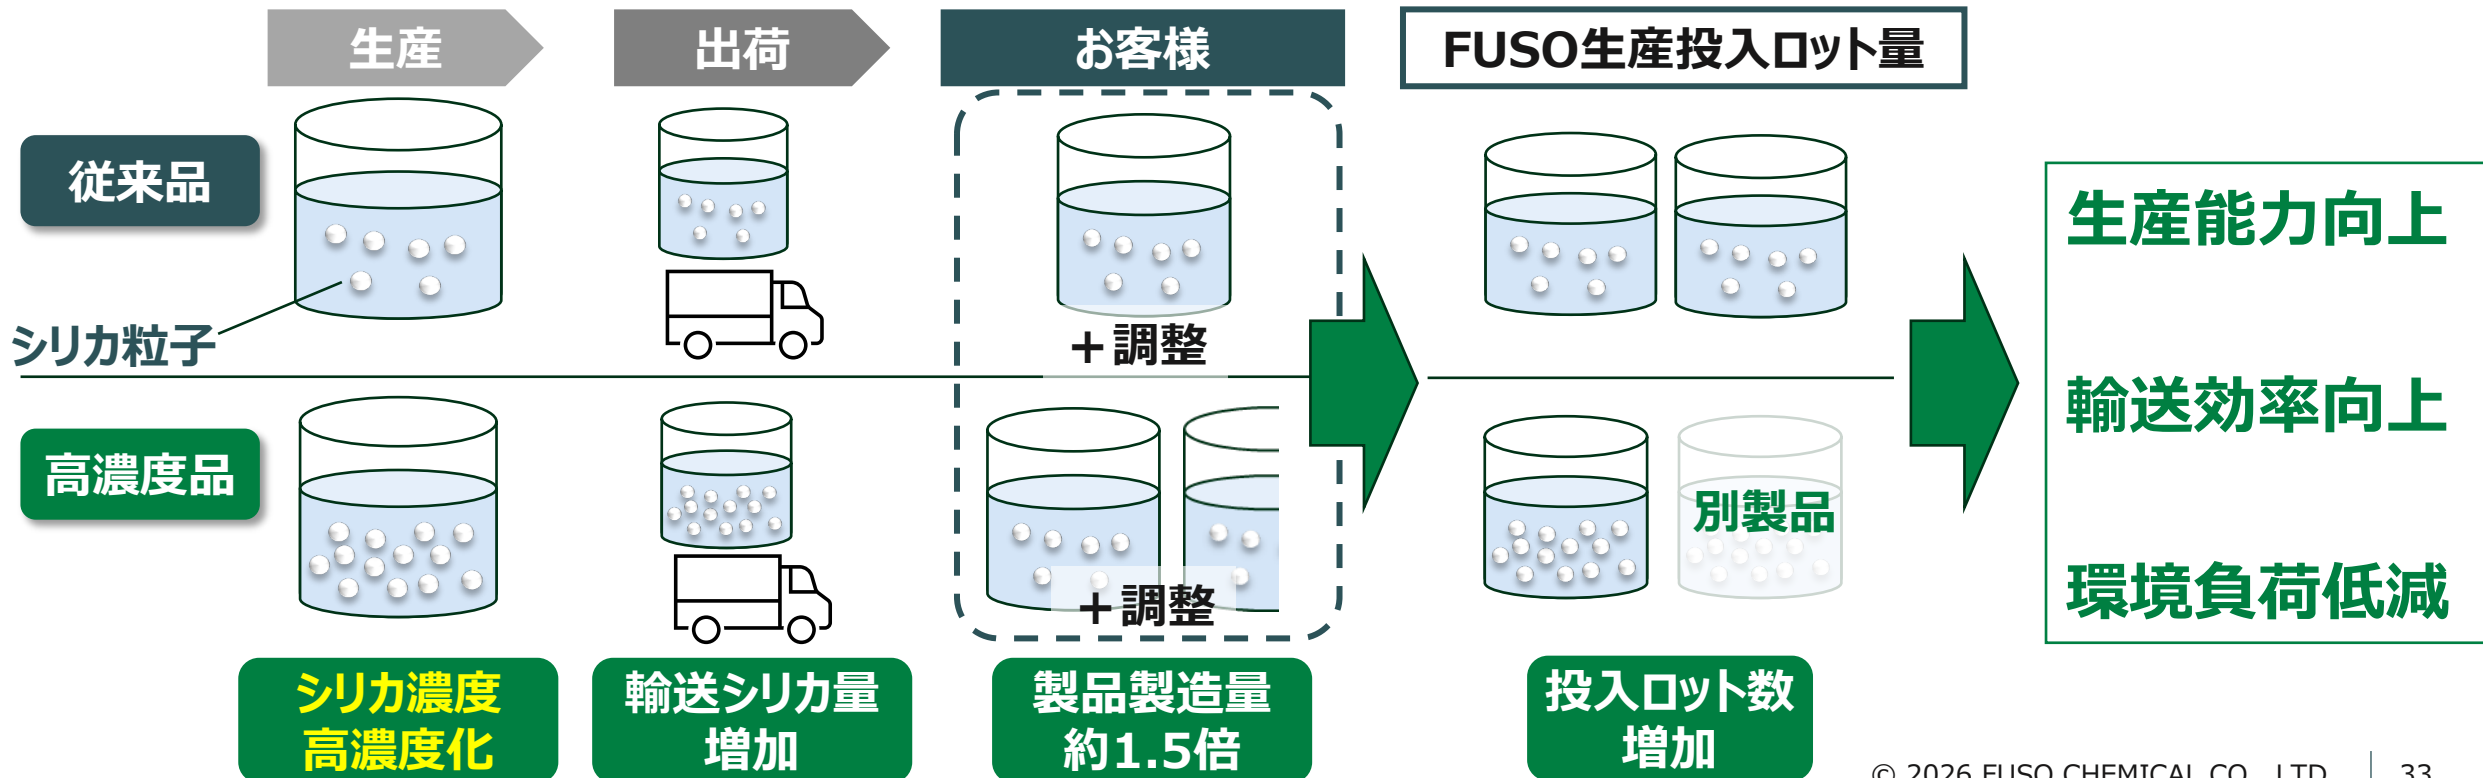 生産
出荷
お客様
FUSO生産投入ロット量
従来品
シリカ粒子
＋調整
高濃度品
＋調整
別製品
シリカ濃度
高濃度化
輸送シリカ量
増加
製品製造量
約1.5倍
投入ロット数
増加
生産能力向上
輸送効率向上
環境負荷低減
© 2026 FUSO CHEMICAL CO., LTD.
33